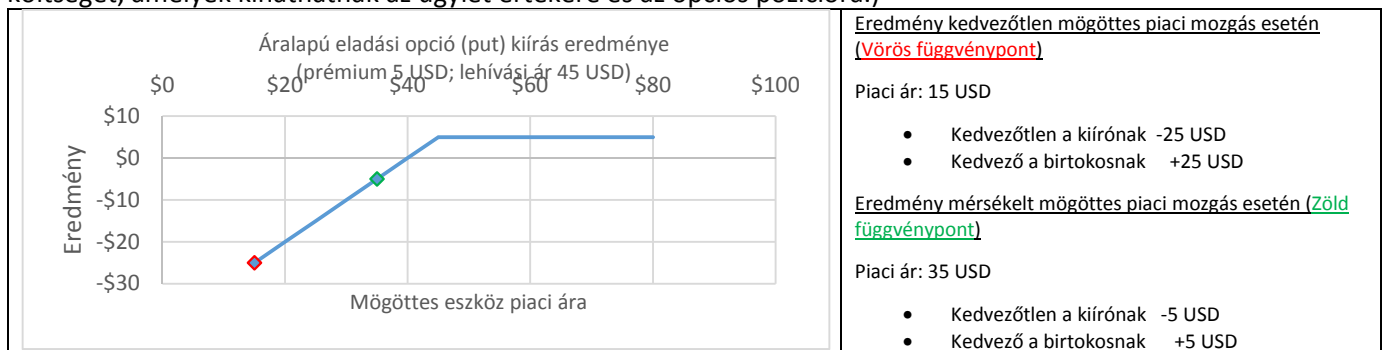 költséget, amelyek kihathatnak az ügylet értékére és az opciós pozícióra.)
Áralapú eladási opció (put) kiírás eredménye
(prémium 5 USD; lehívási ár 45 USD)
$0 $20 $40 $60 $80 $100
$10
$0
-$10
-$20
-$30
Eredmény
Mögöttes eszköz piaci ára
Eredmény kedvezőtlen mögöttes piaci mozgás esetén
(Vörös függvénypont)
Piaci ár: 15 USD
• Kedvezőtlen a kiírónak -25 USD
• Kedvező a birtokosnak +25 USD
Eredmény mérsékelt mögöttes piaci mozgás esetén (Zöld
függvénypont)
Piaci ár: 35 USD
• Kedvezőtlen a kiírónak -5 USD
• Kedvező a birtokosnak +5 USD